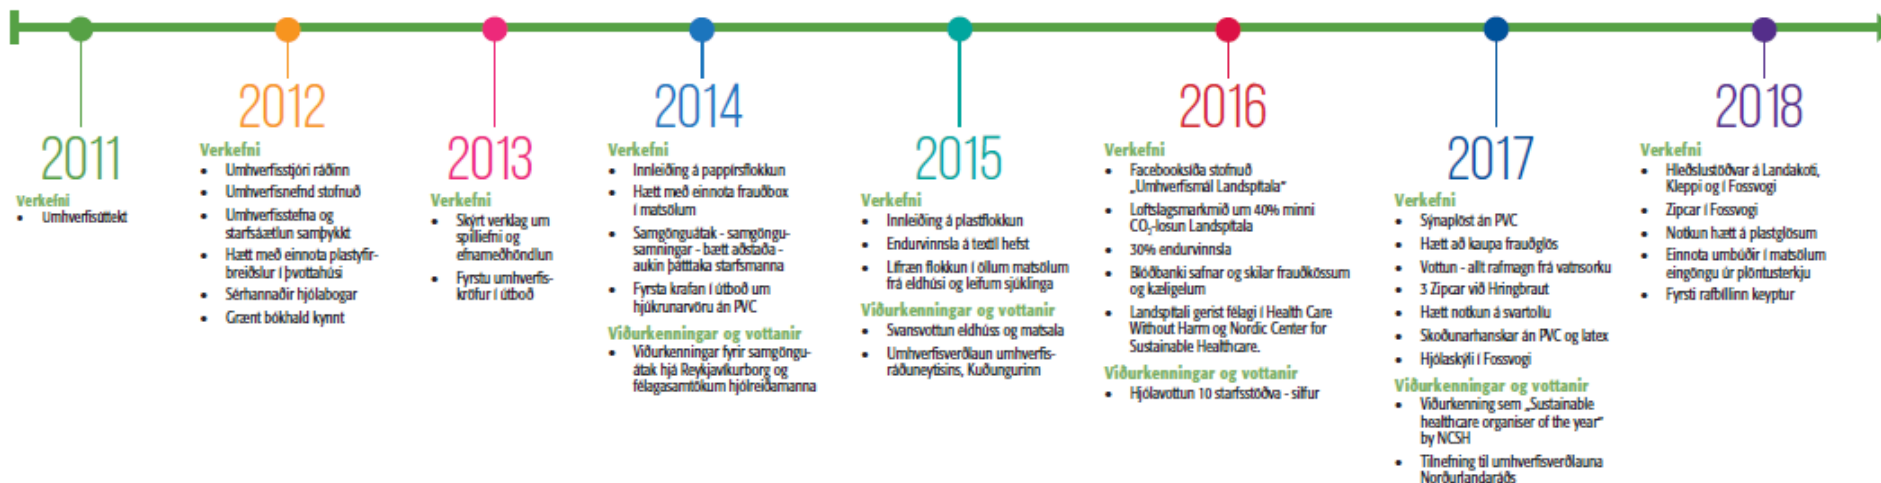 2011
Verkefni
• Umhverfisúttekt
2012
Verkefni
• Umhverfisstjóri ráðinn
• Umhverfisnefnd stofnuð
• Umhverfisstefna og
starfsáætlun samþykkt
• Hætt með einnota plastyfir-
breiðslur í þvottahúsi
• Sérhannaðir hjólabogar
• Grænt bókhald kynnt
2013
Verkefni
• Skýrt verklag um
spilliefni og
efnameðhöndlun
• Fyrstu umhverfis-
kröfur í útboð
2014
Verkefni
• Innleiðing á pappírsflokkun
• Hætt með einnota frauðbox
í matsölum
• Samgönguátak - samgöngu-
samningar - bætt aðstaða -
aukin þátttaka starfsmanna
• Fyrsta krafan í útboð um
hjúkrunarvöru án PVC
Viðurkenningar og vottanir
• Viðurkenningar fyrir samgöngu-
átak hjá Reykjavíkurborg og
félagasamtökum hjólreiðamanna
2015
Verkefni
• Innleiðing á plastflokkun
• Endurvinnsla á textíl hefst
• Lífræn flokkun í öllum matsölum
frá eldhúsi og leifum sjúklinga
Viðurkenningar og vottanir
• Svansvottun eldhúss og matsala
• Umhverfisverðlaun umhverfis-
ráðuneytisins, Kuðungurinn
2016
Verkefni
• Facebooksíða stofnuð
„Umhverfismál Landspítala"
• Loftslagsmarkmið um 40% minni
CO₂-losun Landspítala
• 30% endurvinnsla
• Blóðbanki safnar og skilar frauðkössum
og kæligelum
• Landspítali gerist félagi í Health Care
Without Harm og Nordic Center for
Sustainable Healthcare.
Viðurkenningar og vottanir
• Hjólavottun 10 starfsstöðva - silfur
2017
Verkefni
• Sýnaplöst án PVC
• Hætt að kaupa frauðglös
• Vottun - allt rafmagn frá vatnsorku
• 3 Zipcar við Hringbraut
• Hætt notkun á svartolíu
• Skoðunarhanskar án PVC og latex
• Hjólaskýli í Fossvogi
Viðurkenningar og vottanir
• Viðurkenning sem „Sustainable
healthcare organiser of the year"
by NCSH
• Tilnefning til umhverfisverðlauna
Norðurlandaráðs
2018
Verkefni
• Hleðslustöðvar á Landakoti,
Kleppi og í Fossvogi
• Zipcar í Fossvogi
• Notkun hætt á plastglösum
• Einnota umbúðir í matsölum
eingöngu úr plöntusterkju
• Fyrsti rafbíllinn keyptur